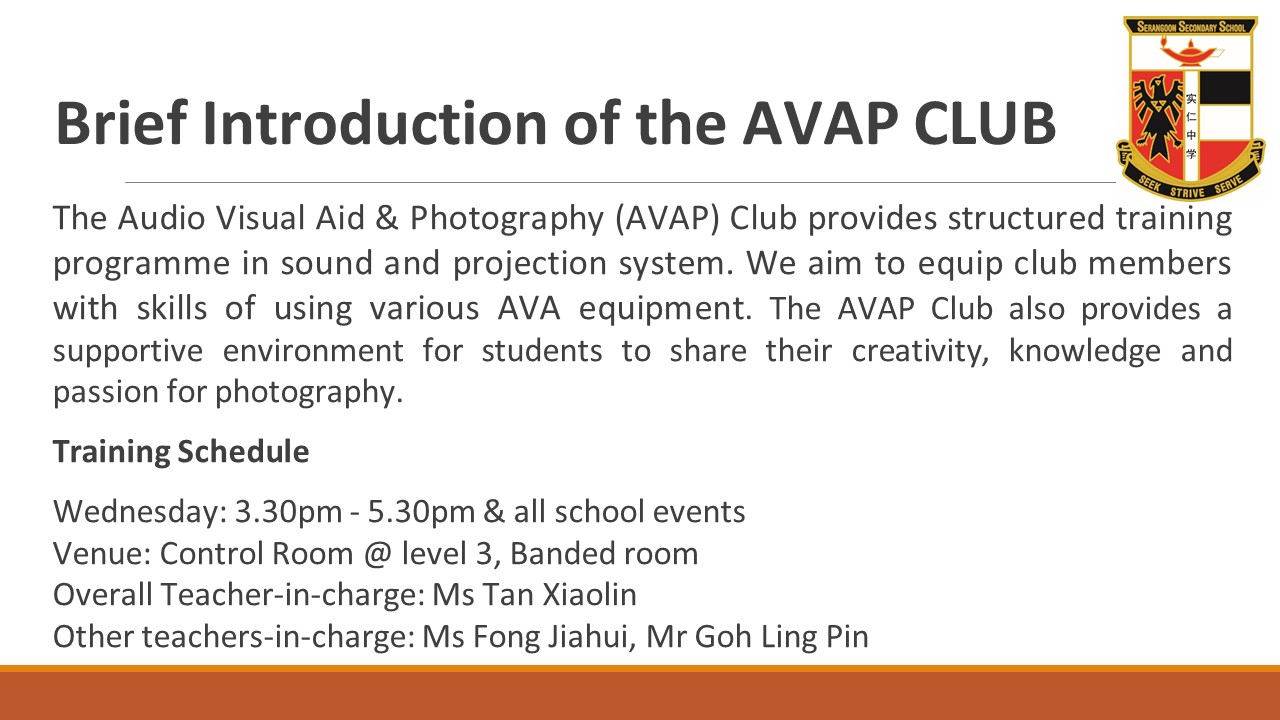 SERANGOON SECONDARY SCHOOL
实
仁
中
学
SEEK STRIVE SERVE
Brief Introduction of the AVAP CLUB
The Audio Visual Aid & Photography (AVAP) Club provides structured training
programme in sound and projection system. We aim to equip club members
with skills of using various AVA equipment. The AVAP Club also provides a
supportive environment for students to share their creativity, knowledge and
passion for photography.
Training Schedule
Wednesday: 3.30pm - 5.30pm & all school events
Venue: Control Room @ level 3, Banded room
Overall Teacher-in-charge: Ms Tan Xiaolin
Other teachers-in-charge: Ms Fong Jiahui, Mr Goh Ling Pin